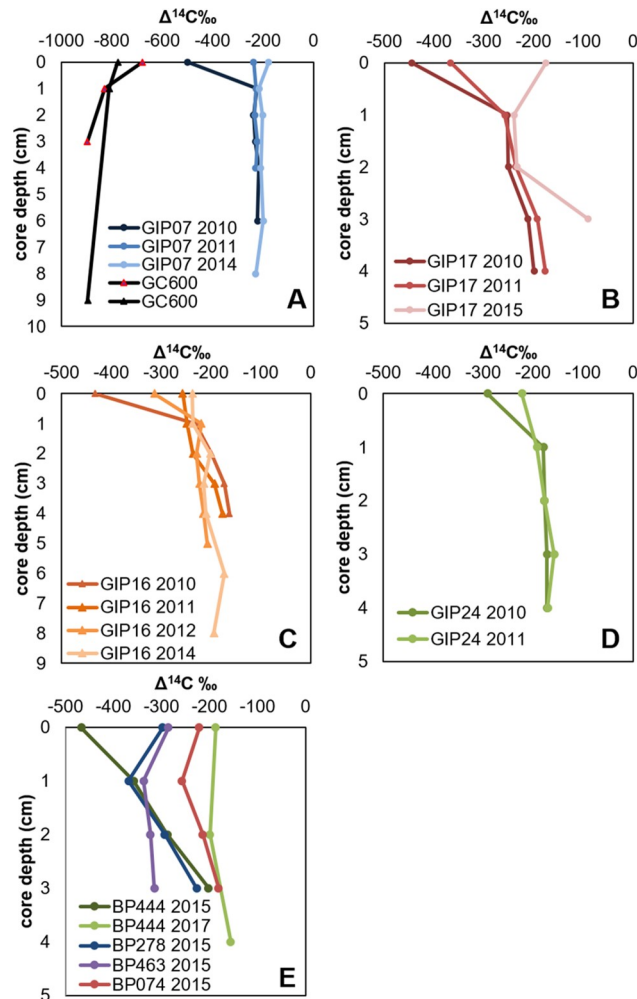 Δ¹⁴C‰
-1000 -800 -600 -400 -200 0
0
1
2
3
4
5
6
7
8
9
10
core depth (cm)
GIP07 2010
GIP07 2011
GIP07 2014
GC600
GC600
A
Δ¹⁴C‰
-500 -400 -300 -200 -100 0
0
1
2
3
4
5
core depth (cm)
GIP17 2010
GIP17 2011
GIP17 2015
B
Δ¹⁴C‰
-500 -400 -300 -200 -100 0
0
1
2
3
4
5
6
7
8
9
core depth (cm)
GIP16 2010
GIP16 2011
GIP16 2012
GIP16 2014
C
Δ¹⁴C‰
-500 -400 -300 -200 -100 0
0
1
2
3
4
5
core depth (cm)
GIP24 2010
GIP24 2011
D
Δ¹⁴C ‰
-500 -400 -300 -200 -100 0
0
1
2
3
4
5
core depth (cm)
BP444 2015
BP444 2017
BP278 2015
BP463 2015
BP074 2015
E